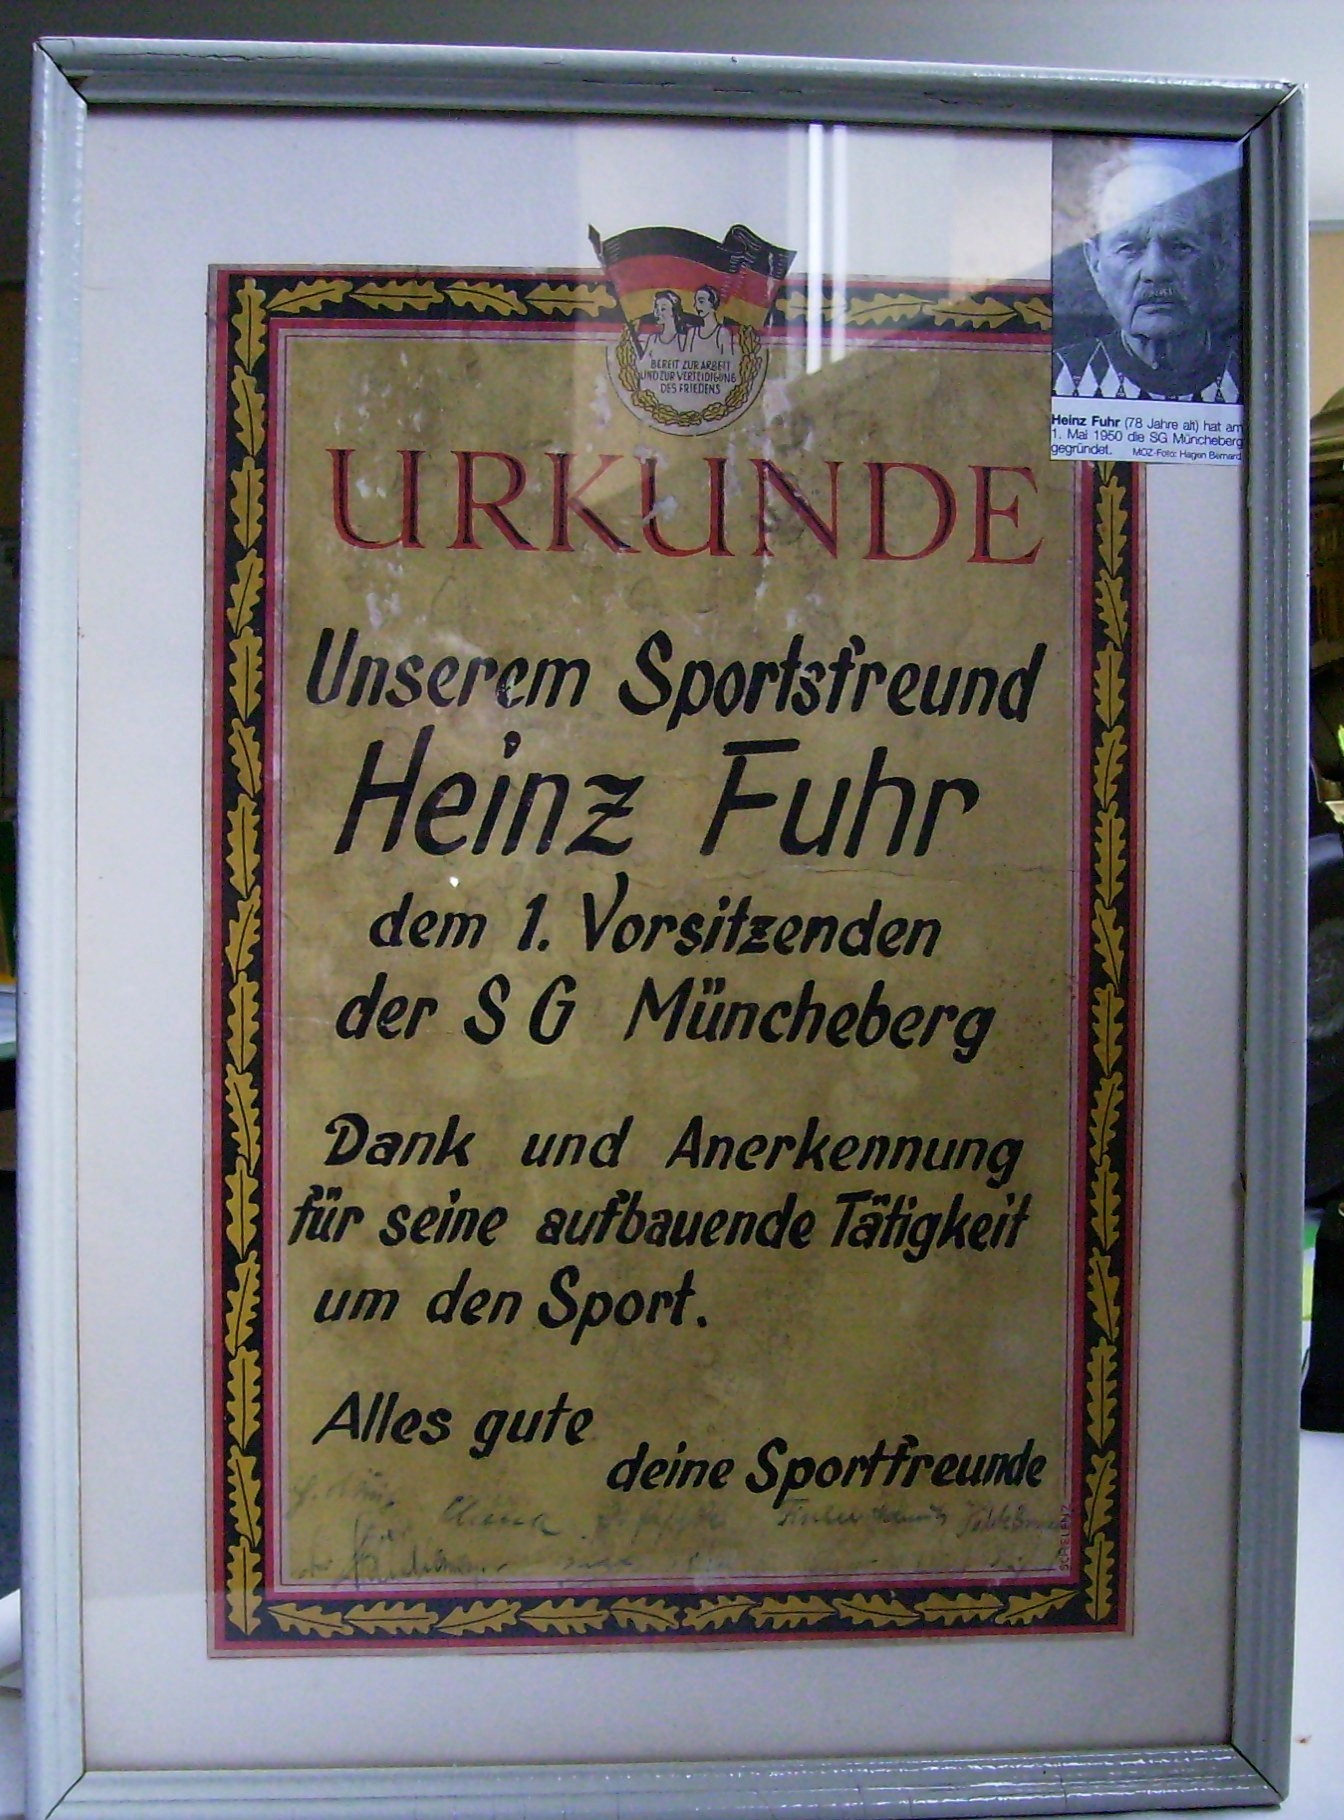 BEREIT ZUR ARBEIT
UND ZUR VERTEIDIGUNG
DES FRIEDENS
URKUNDE
Heinz Fuhr (78 Jahre alt) hat am
1. Mai 1950 die SG Müncheberg
gegründet. MOZ-Foto: Hagen Bernard
Unserem Sportsfreund
Heinz Fuhr
dem 1. Vorsitzenden
der SG Müncheberg
Dank und Anerkennung
für seine aufbauende Tätigkeit
um den Sport.
Alles gute
deine Sportfreunde
SCHELENZ